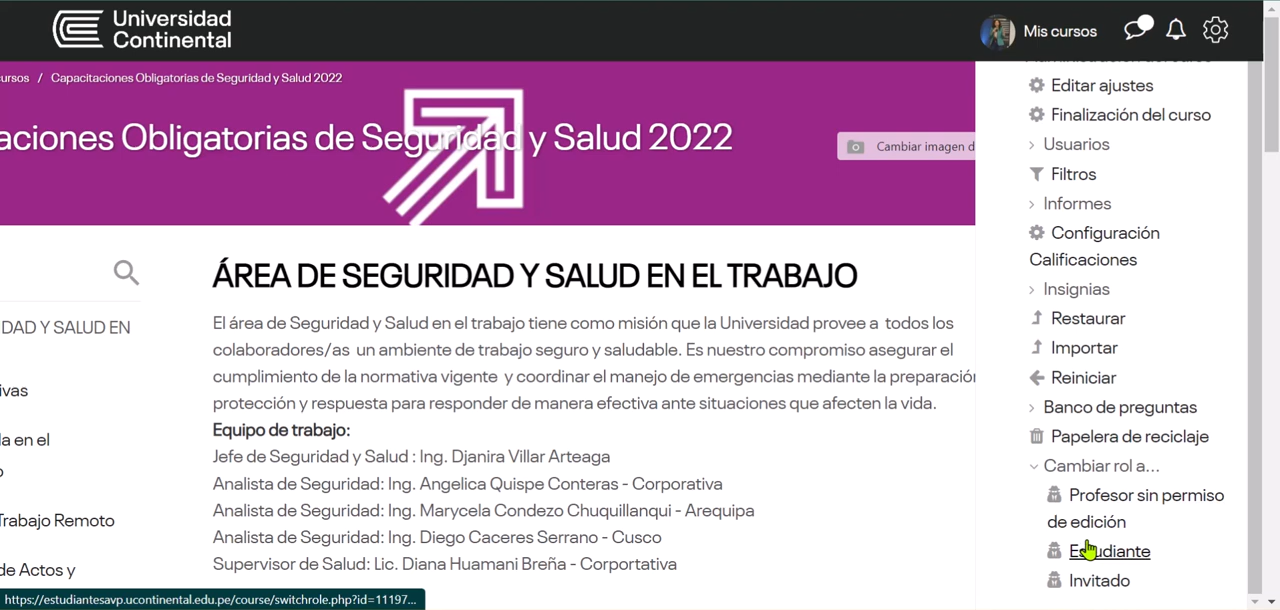 Universidad
Continental
Mis cursos
ursos / Capacitaciones Obligatorias de Seguridad y Salud 2022
aciones Obligatorias de Seguridad y Salud 2022
Cambiar imagen d
DAD Y SALUD EN
ivas
la en el
o
Trabajo Remoto
de Actos y
ÁREA DE SEGURIDAD Y SALUD EN EL TRABAJO
El área de Seguridad y Salud en el trabajo tiene como misión que la Universidad provee a todos los
colaboradores/as un ambiente de trabajo seguro y saludable. Es nuestro compromiso asegurar el
cumplimiento de la normativa vigente y coordinar el manejo de emergencias mediante la preparación
protección y respuesta para responder de manera efectiva ante situaciones que afecten la vida.
Equipo de trabajo:
Jefe de Seguridad y Salud : Ing. Djanira Villar Arteaga
Analista de Seguridad: Ing. Angelica Quispe Conteras - Corporativa
Analista de Seguridad: Ing. Marycela Condezo Chuquillanqui - Arequipa
Analista de Seguridad: Ing. Diego Caceres Serrano - Cusco
Supervisor de Salud: Lic. Diana Huamani Breña - Corportativa
Editar ajustes
Finalización del curso
Usuarios
Filtros
Informes
Configuración
Calificaciones
Insignias
Restaurar
Importar
Reiniciar
Banco de preguntas
Papelera de reciclaje
Cambiar rol a...
Profesor sin permiso
de edición
Estudiante
Invitado
https://estudiantesavp.ucontinental.edu.pe/course/switchrole.php?id=11197...